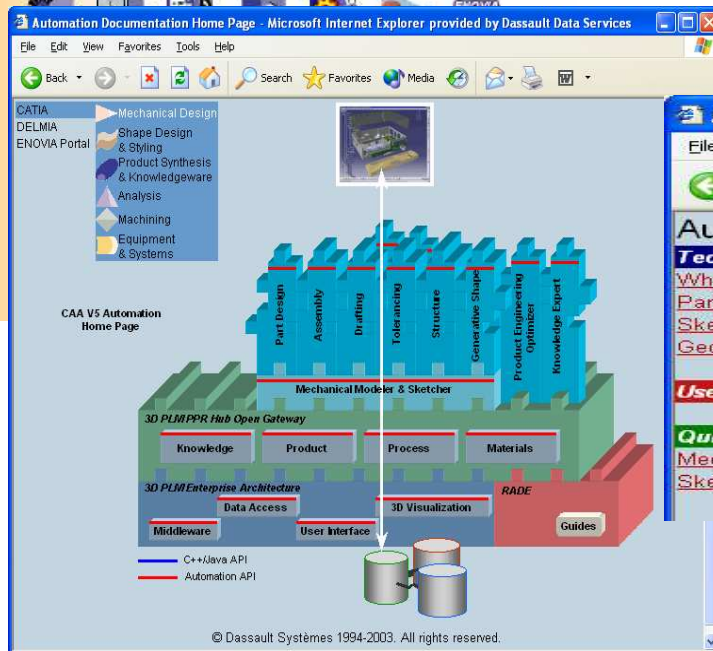 ENOVIA
Automation Documentation Home Page - Microsoft Internet Explorer provided by Dassault Data Services
File Edit View Favorites Tools Help
Back Search Favorites Media
CATIA
DELMIA
ENOVIA Portal
Mechanical Design
Shape Design
& Styling
Product Synthesis
& Knowledgeware
Analysis
Machining
Equipment
& Systems
CAA V5 Automation
Home Page
Part Design
Assembly
Drafting
Tolerancing
Structure
Generative Shape
Product Engineering
Optimizer
Knowledge Expert
Mechanical Modeler & Sketcher
3D PLM PPR Hub Open Gateway
Knowledge Product Process Materials
3D PLM Enterprise Architecture
RADE
Data Access 3D Visualization
Middleware User Interface
Guides
C++/Java API
Automation API
© Dassault Systèmes 1994-2003. All rights reserved.
File
Au
Tec
Wh
Par
Ske
Geo
Use
Qui
Mec
Ske